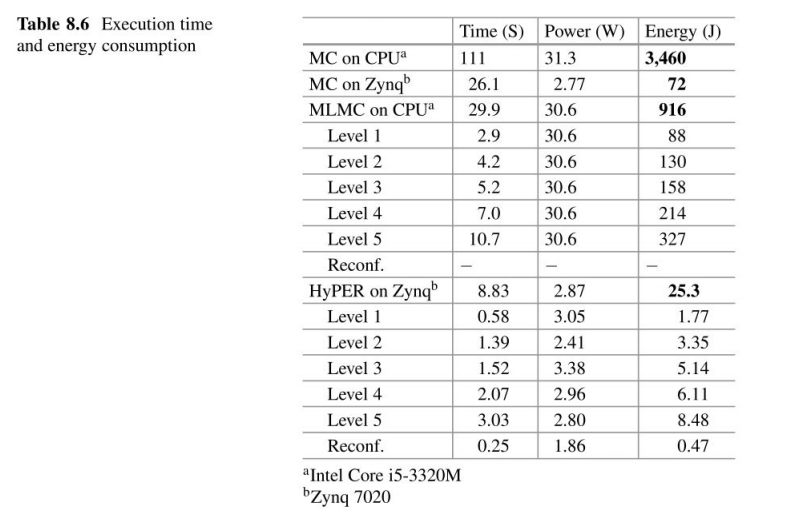 Table 8.6 Execution time
and energy consumption
Time (S) Power (W) Energy (J)
MC on CPUᵃ 111 31.3 3,460
MC on Zynqᵇ 26.1 2.77 72
MLMC on CPUᵃ 29.9 30.6 916
Level 1 2.9 30.6 88
Level 2 4.2 30.6 130
Level 3 5.2 30.6 158
Level 4 7.0 30.6 214
Level 5 10.7 30.6 327
Reconf. – – –
HyPER on Zynqᵇ 8.83 2.87 25.3
Level 1 0.58 3.05 1.77
Level 2 1.39 2.41 3.35
Level 3 1.52 3.38 5.14
Level 4 2.07 2.96 6.11
Level 5 3.03 2.80 8.48
Reconf. 0.25 1.86 0.47
ᵃIntel Core i5-3320M
ᵇZynq 7020